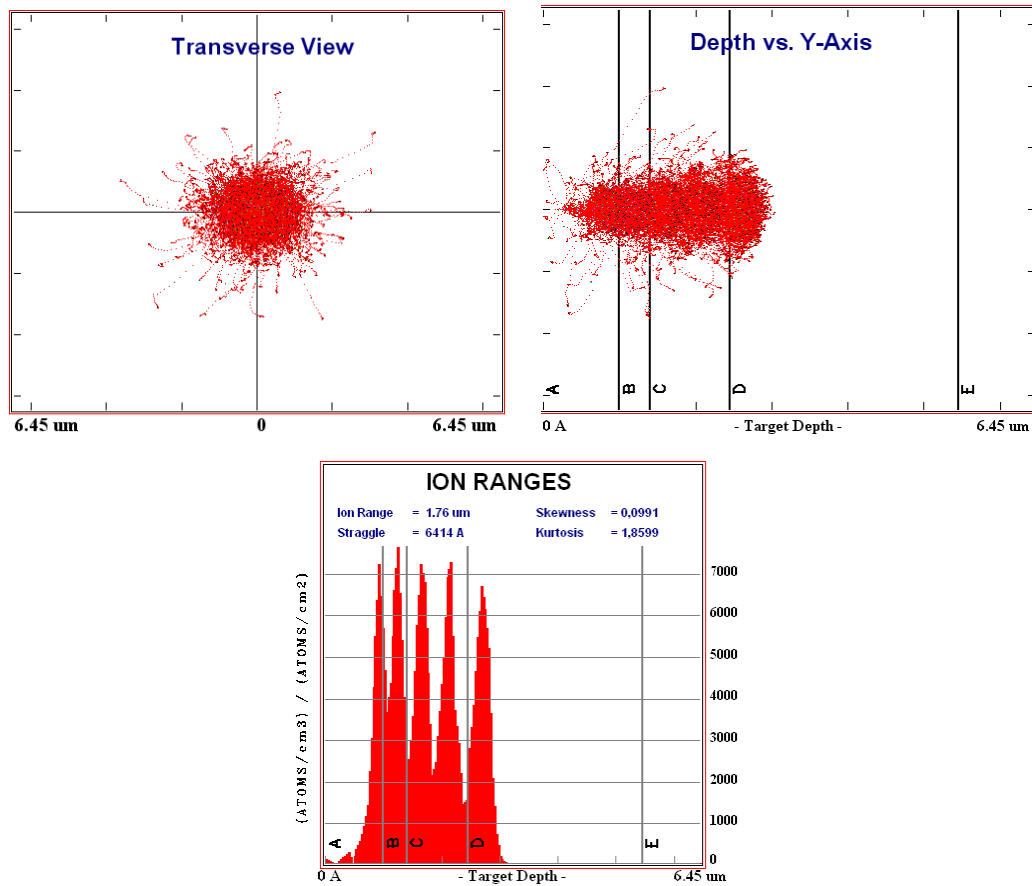 Transverse View
6.45 um 0 6.45 um
Depth vs. Y-Axis
A B C D E
0 A - Target Depth - 6.45 um
ION RANGES
Ion Range = 1.76 um Skewness = 0,0991
Straggle = 6414 A Kurtosis = 1,8599
(ATOMS/cm3) / (ATOMS/cm2)
7000
6000
5000
4000
3000
2000
1000
0
A B C D E
0 A - Target Depth - 6.45 um